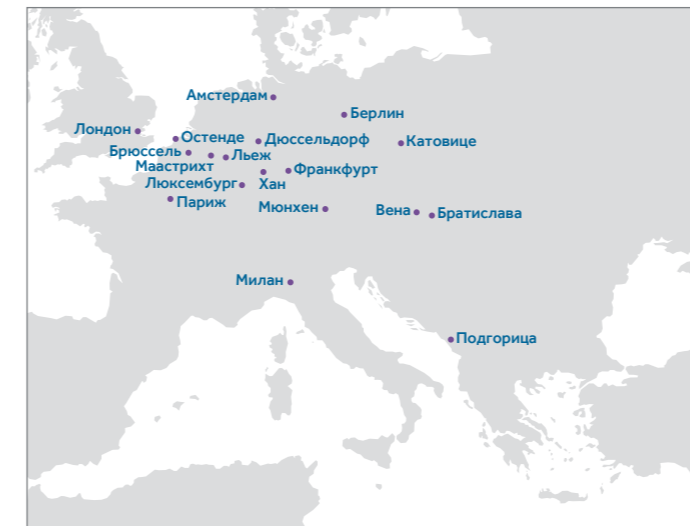 Амстердам
Берлин
Лондон
Остенде
Дюссельдорф
Катовице
Брюссель
Льеж
Маастрихт
Франкфурт
Люксембург
Хан
Париж
Мюнхен
Вена
Братислава
Милан
Подгорица